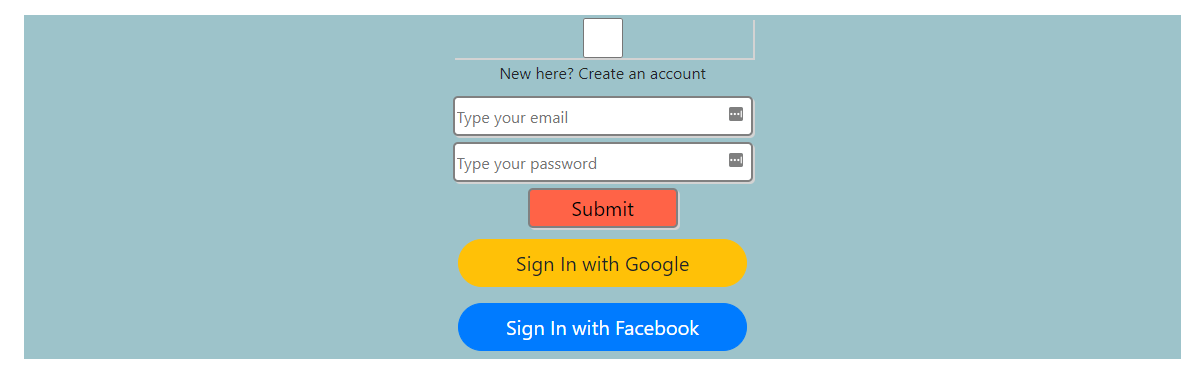 New here? Create an account
Type your email
Type your password
Submit
Sign In with Google
Sign In with Facebook